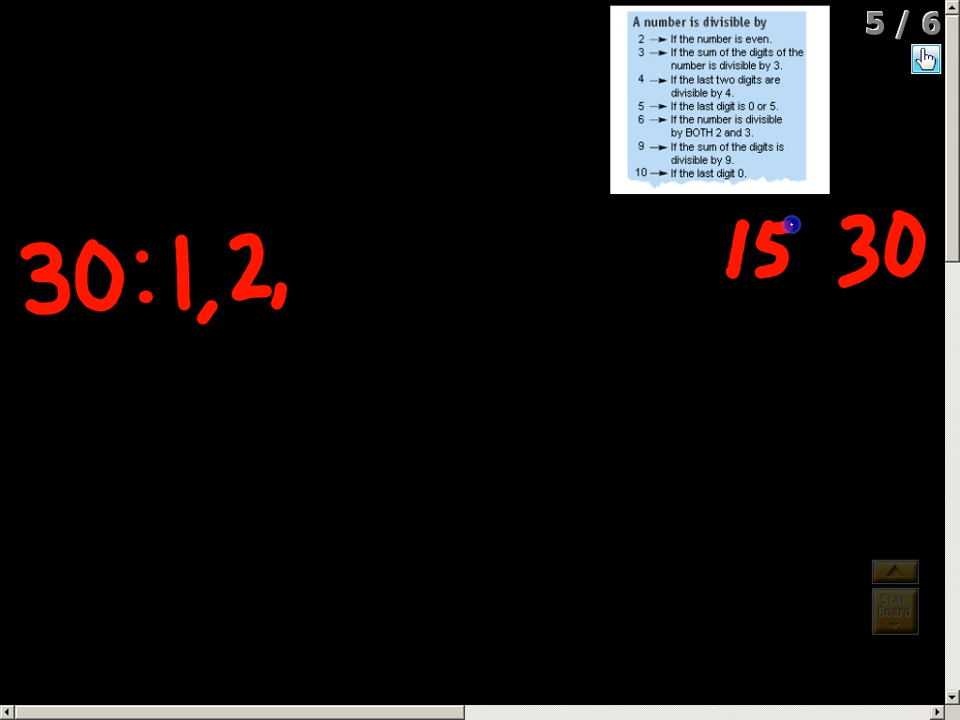 A number is divisible by
5 / 6
2 → If the number is even.
3 → If the sum of the digits of the
number is divisible by 3.
4 → If the last two digits are
divisible by 4.
5 → If the last digit is 0 or 5.
6 → If the number is divisible
by BOTH 2 and 3.
9 → If the sum of the digits is
divisible by 9.
10 → If the last digit 0.
30: 1, 2, 15 30
Star
Board